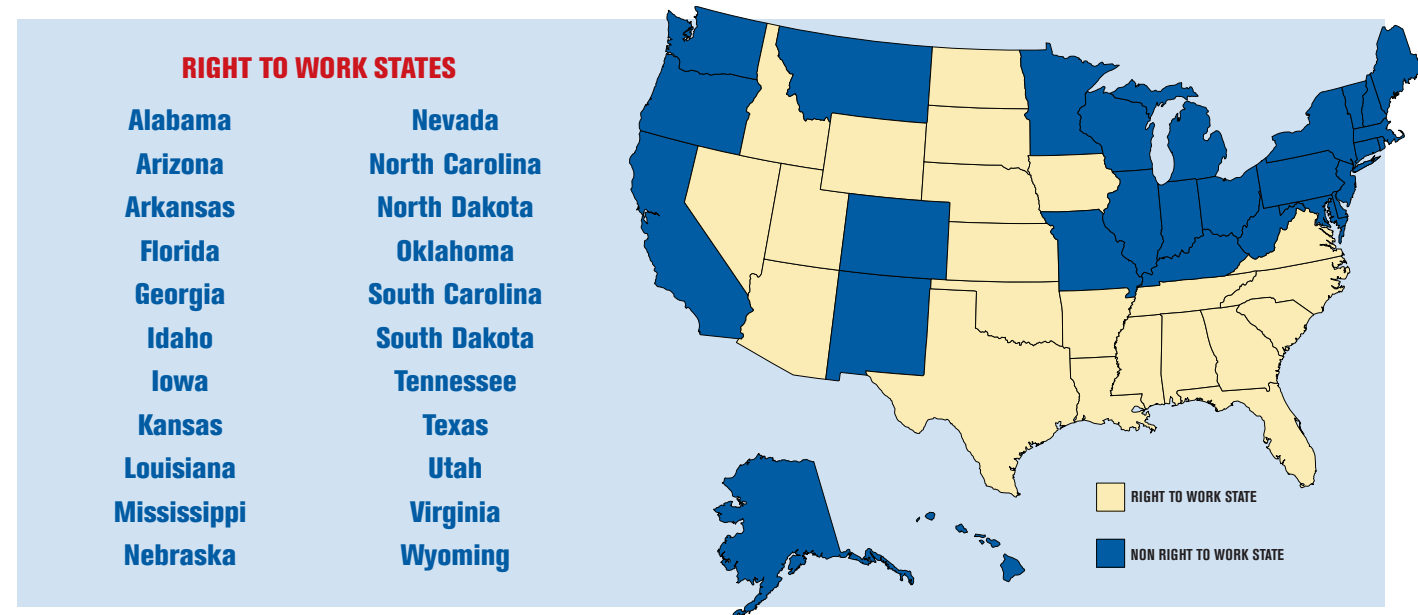 RIGHT TO WORK STATES
Alabama
Arizona
Arkansas
Florida
Georgia
Idaho
Iowa
Kansas
Louisiana
Mississippi
Nebraska
Nevada
North Carolina
North Dakota
Oklahoma
South Carolina
South Dakota
Tennessee
Texas
Utah
Virginia
Wyoming
RIGHT TO WORK STATE
NON RIGHT TO WORK STATE